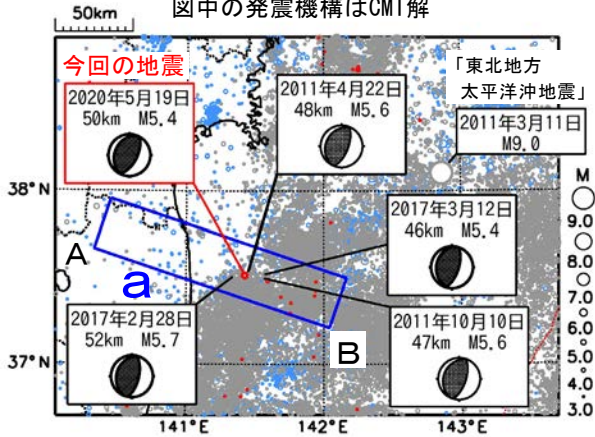 図中の発震機構はCMT解
50km
今回の地震
2020年5月19日
50km M5.4
2011年4月22日
48km M5.6
「東北地方
太平洋沖地震」
2011年3月11日
M9.0
38°N
2017年3月12日
46km M5.4
A
a
B
2017年2月28日
52km M5.7
2011年10月10日
47km M5.6
37°N
141°E
142°E
143°E
M
9.0
8.0
7.0
6.0
5.0
4.0
3.0